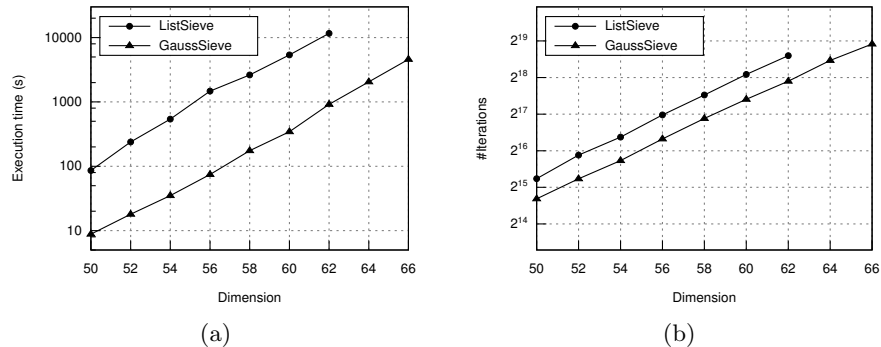 ListSieve
GaussSieve
Execution time (s)
10000
1000
100
10
50 52 54 56 58 60 62 64 66
Dimension
(a)
ListSieve
GaussSieve
#Iterations
2^19
2^18
2^17
2^16
2^15
2^14
50 52 54 56 58 60 62 64 66
Dimension
(b)